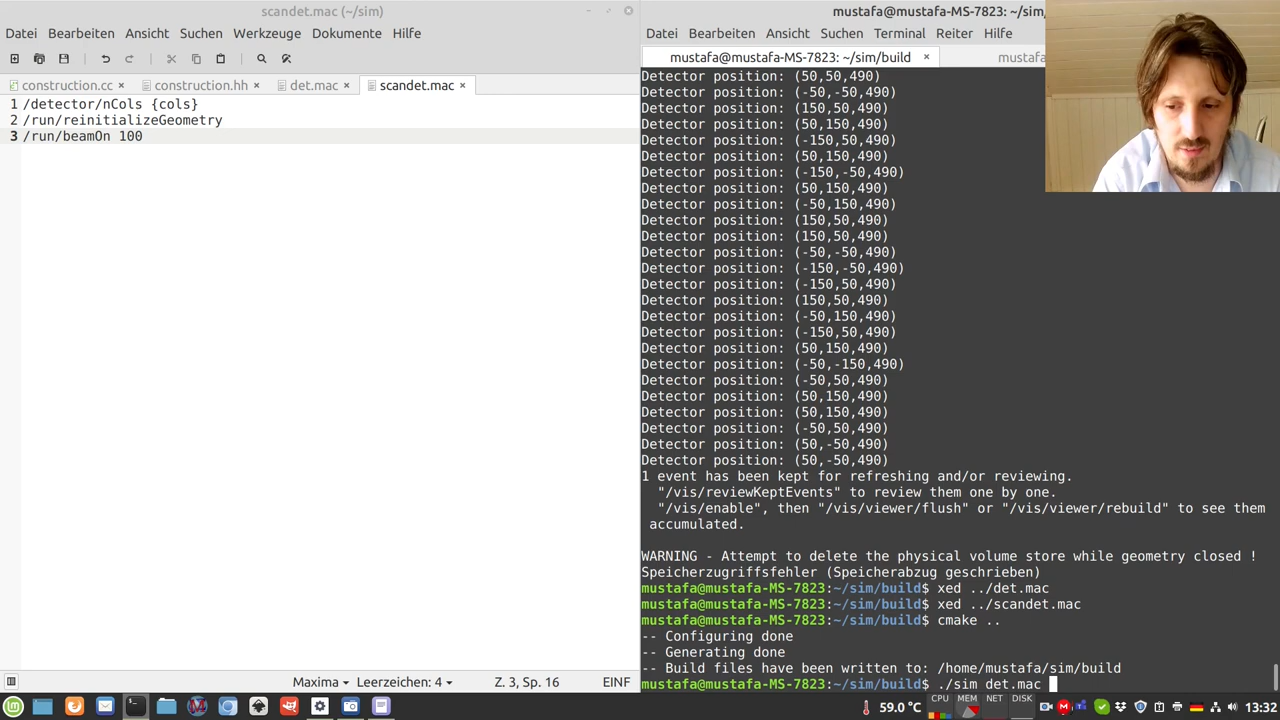 scandet.mac (~/sim)
mustafa@mustafa-MS-7823: ~/sim/
Datei Bearbeiten Ansicht Suchen Werkzeuge Dokumente Hilfe
Datei Bearbeiten Ansicht Suchen Terminal Reiter Hilfe
mustafa@mustafa-MS-7823: ~/sim/build × mustafa
construction.cc × construction.hh × det.mac × scandet.mac ×
1 /detector/nCols {cols}
2 /run/reinitializeGeometry
3 /run/beamOn 100
Detector position: (50,50,490)
Detector position: (-50,-50,490)
Detector position: (150,50,490)
Detector position: (50,150,490)
Detector position: (-150,50,490)
Detector position: (50,150,490)
Detector position: (-150,-50,490)
Detector position: (50,150,490)
Detector position: (-50,150,490)
Detector position: (150,50,490)
Detector position: (150,50,490)
Detector position: (-50,-50,490)
Detector position: (-150,-50,490)
Detector position: (-150,50,490)
Detector position: (150,50,490)
Detector position: (-50,150,490)
Detector position: (-150,50,490)
Detector position: (50,150,490)
Detector position: (-50,-150,490)
Detector position: (-50,50,490)
Detector position: (50,150,490)
Detector position: (50,150,490)
Detector position: (-50,50,490)
Detector position: (50,-50,490)
Detector position: (50,-50,490)
1 event has been kept for refreshing and/or reviewing.
"/vis/reviewKeptEvents" to review them one by one.
"/vis/enable", then "/vis/viewer/flush" or "/vis/viewer/rebuild" to see them
accumulated.
WARNING - Attempt to delete the physical volume store while geometry closed !
Speicherzugriffsfehler (Speicherabzug geschrieben)
mustafa@mustafa-MS-7823:~/sim/build$ xed ../det.mac
mustafa@mustafa-MS-7823:~/sim/build$ xed ../scandet.mac
mustafa@mustafa-MS-7823:~/sim/build$ cmake ..
-- Configuring done
-- Generating done
-- Build files have been written to: /home/mustafa/sim/build
mustafa@mustafa-MS-7823:~/sim/build$ ./sim det.mac
Maxima Leerzeichen: 4 Z. 3, Sp. 16 EINF
59.0 °C CPU MEM NET DISK 13:32